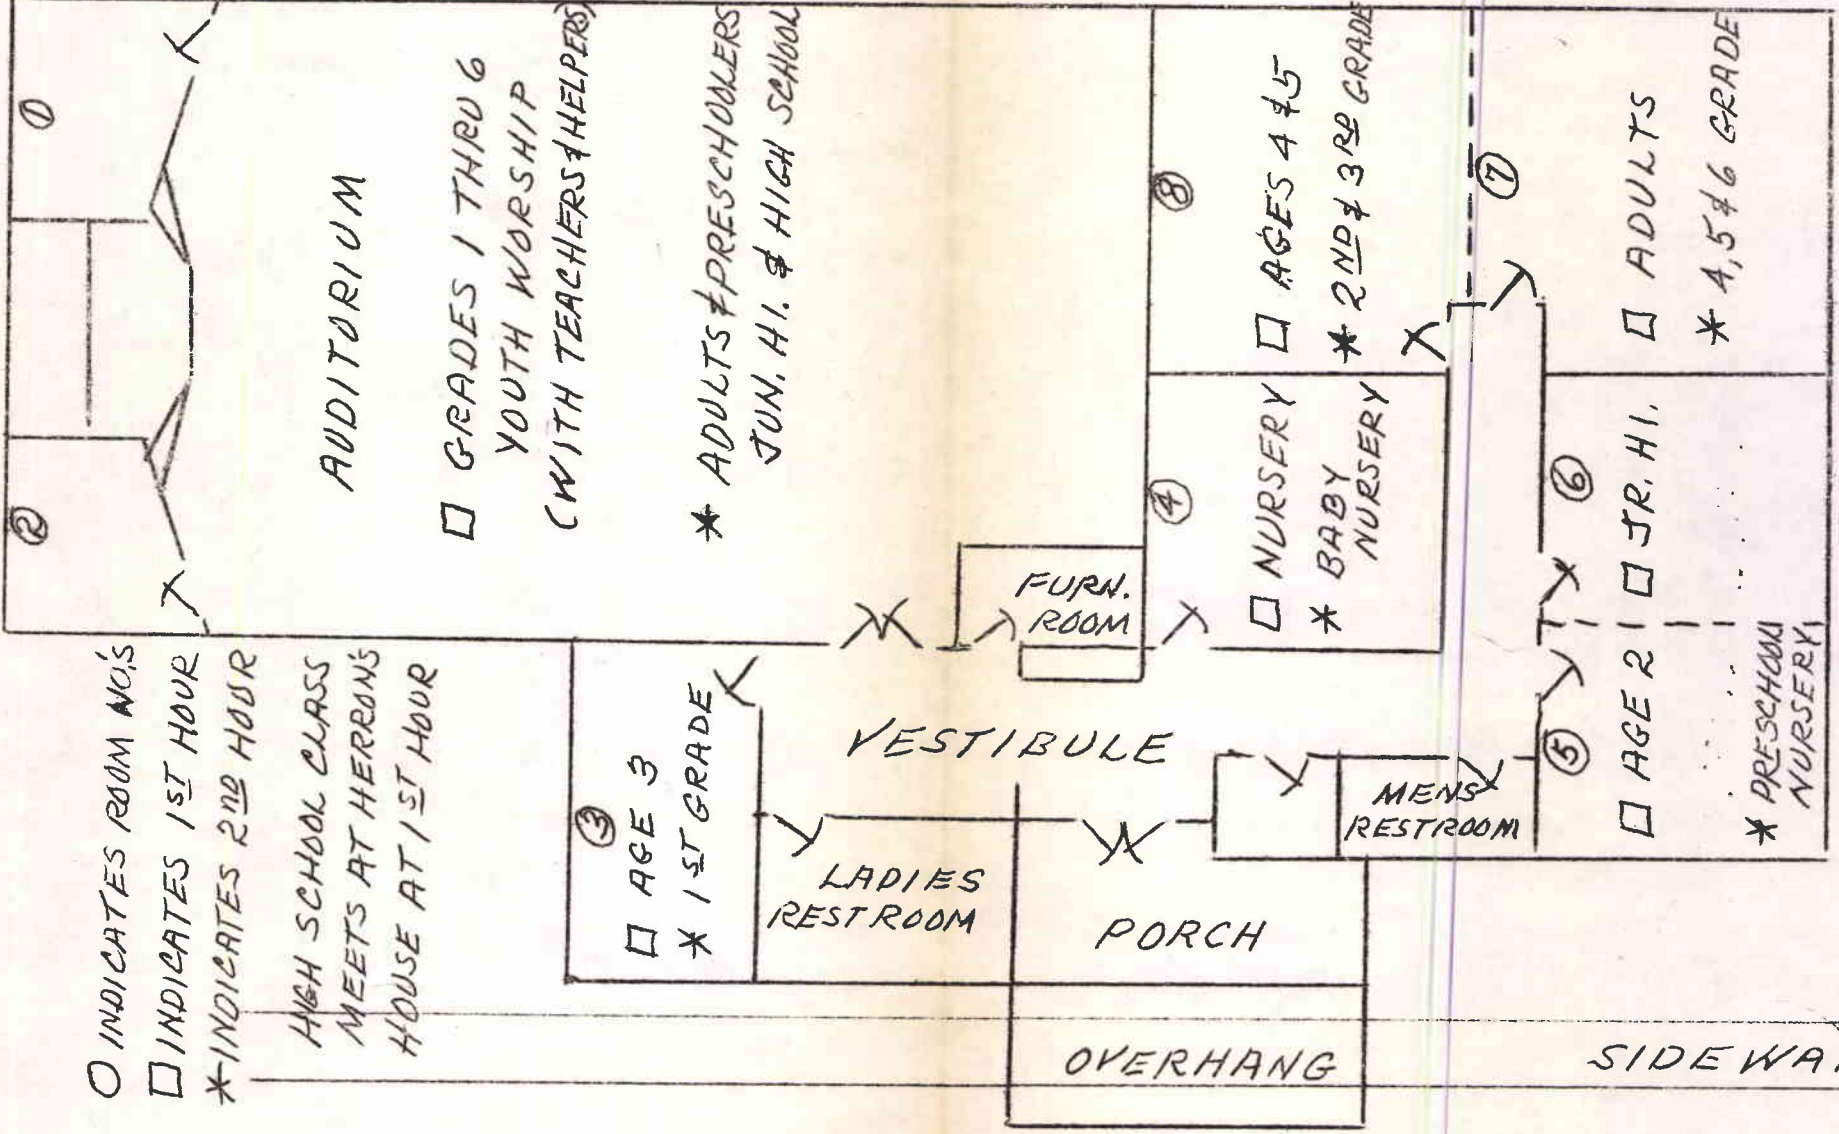 ○ INDICATES ROOM NO,'S
□ INDICATES 1ST HOUR
* INDICATES 2ND HOUR
HIGH SCHOOL CLASS
MEETS AT HERRON'S
HOUSE AT 1ST HOUR
②
①
AUDITORIUM
□ GRADES 1 THRU 6
YOUTH WORSHIP
(WITH TEACHERS & HELPERS)
* ADULTS & PRESCHOOLERS
JUN. HI. & HIGH SCHOOL
③
□ AGE 3
* 1ST GRADE
LADIES
RESTROOM
VESTIBULE
FURN.
ROOM
④
□ NURSERY
* BABY
NURSERY
⑧
□ AGES 4 & 5
* 2ND & 3RD GRADE
⑦
□ ADULTS
* 4, 5 & 6 GRADE
⑥
□ JR. HI.
⑤
□ AGE 2
* PRESCHOOL
NURSERY
MENS
RESTROOM
PORCH
OVERHANG
SIDEWA